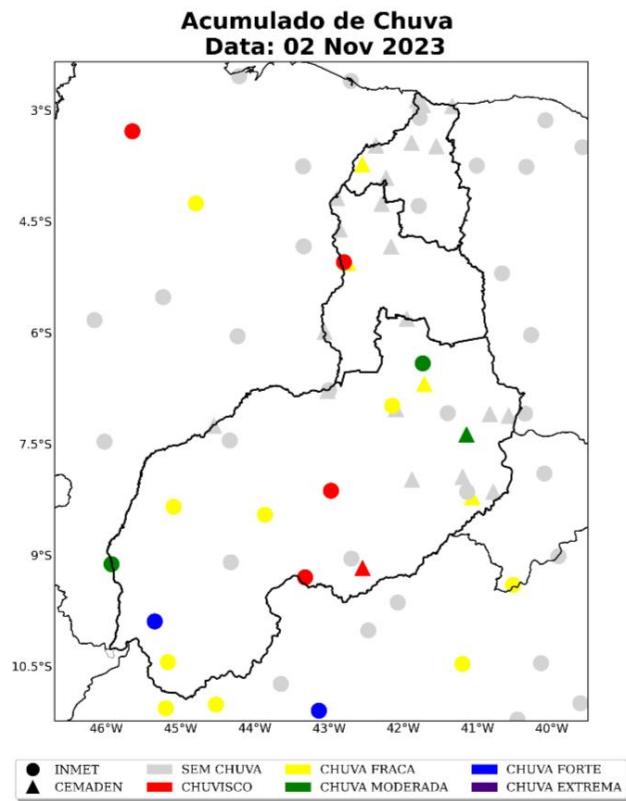 Acumulado de Chuva
Data: 02 Nov 2023
3°S
4.5°S
6°S
7.5°S
9°S
10.5°S
46°W 45°W 44°W 43°W 42°W 41°W 40°W
INMET SEM CHUVA CHUVA FRACA CHUVA FORTE
CEMADEN CHUVISCO CHUVA MODERADA CHUVA EXTREMA